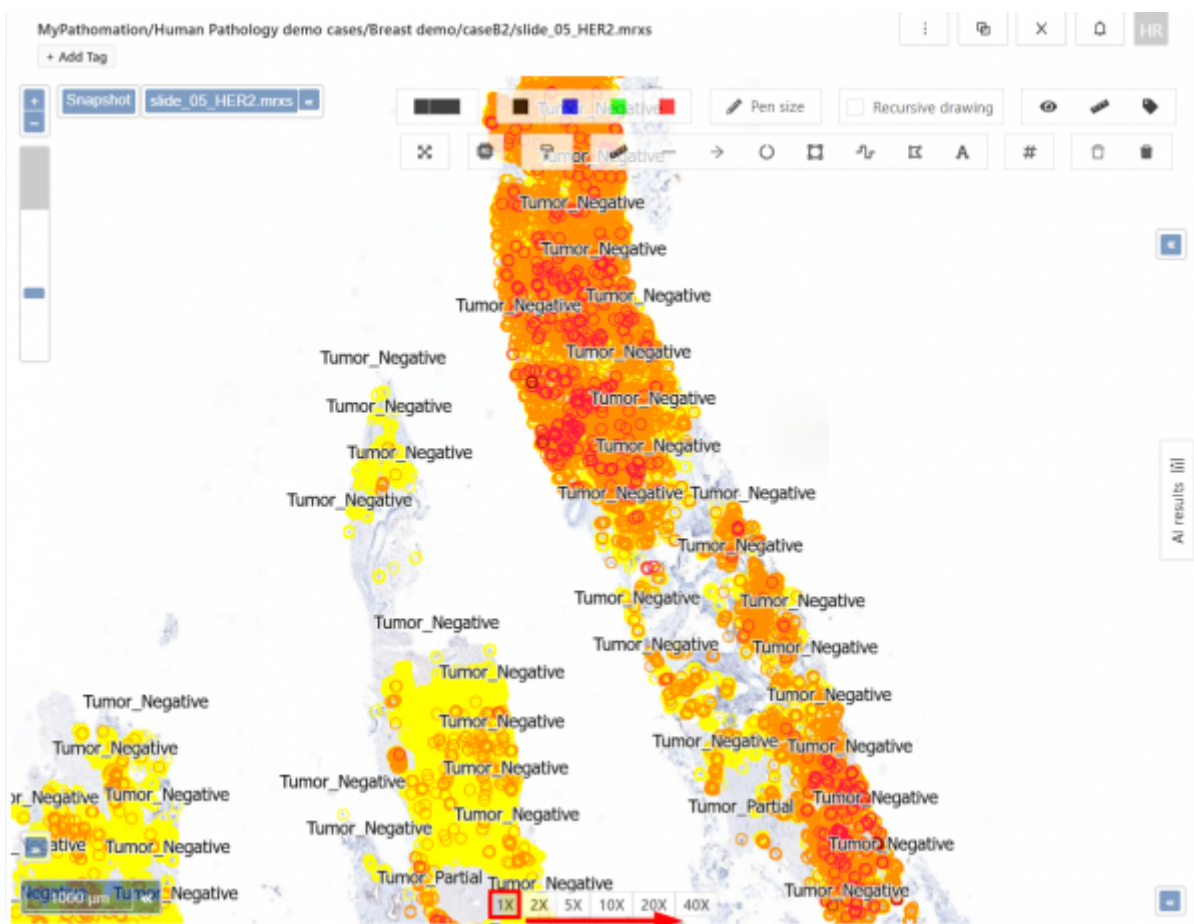 MyPathomation/Human Pathology demo cases/Breast demo/caseB2/slide_05_HER2.mrxs
HR
+ Add Tag
+ Snapshot slide_05_HER2.mrxs «
−
Tumor_Negative
Pen size
Recursive drawing
Tumor_Negative
A
#
Tumor_Negative
Tumor_Negative
«
Tumor_Negative Tumor_Negative
Tumor_Negative Tumor_Negative
Tumor_Negative Tumor_Negative
Tumor_Negative Tumor_Negative
Tumor_Negative Tumor_Negative Tumor_Negative
AI results
Tumor_Negative
Tumor_Negative Tumor_Negative
Tumor_Negative Tumor_Negative Tumor_Negative
Tumor_Negative Tumor_Negative
Tumor_Negative
Tumor_Negative Tumor_Negative Tumor_Negative Tumor_Negative
Tumor_Negative
Tumor_Negative
or_Negative Tumor_Negative Tumor_Partial Tumor_Negative
Tumor_Negative Tumor_Negative
ative Tumor_Negative Tumor_Negative
Tumor_Partial Tumor_Negative Tumor_Negative
Negative Tumor_Negative
1000 µm «
1X 2X 5X 10X 20X 40X
«